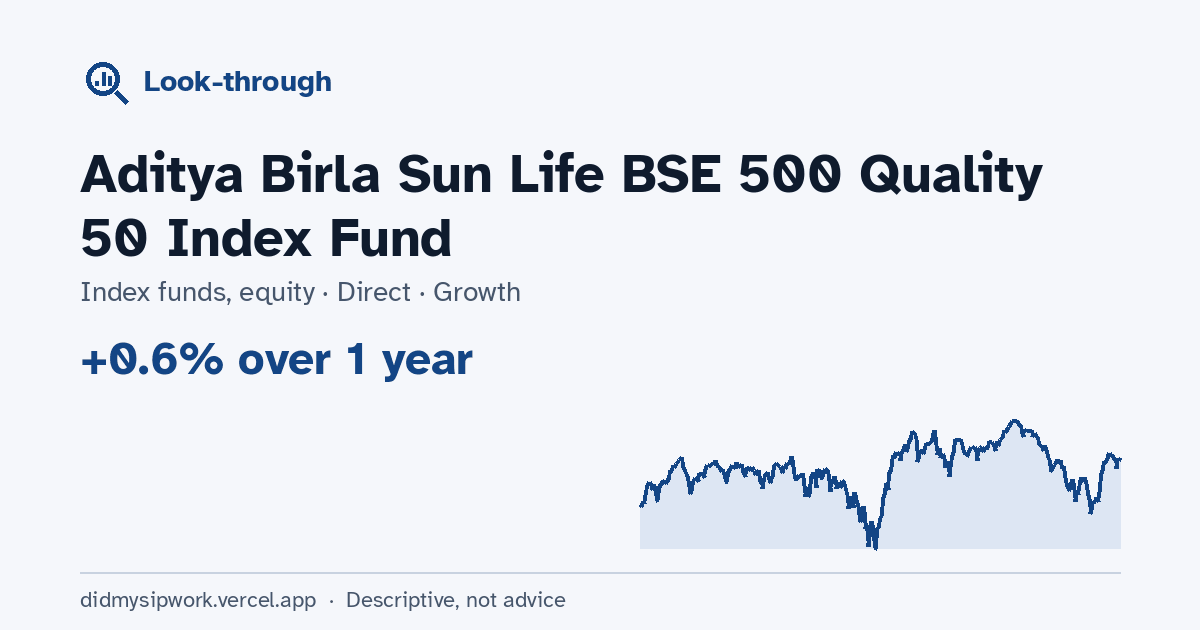 Look-through
Aditya Birla Sun Life BSE 500 Quality
50 Index Fund
Index funds, equity · Direct · Growth
+0.6% over 1 year
didmysipwork.vercel.app · Descriptive, not advice